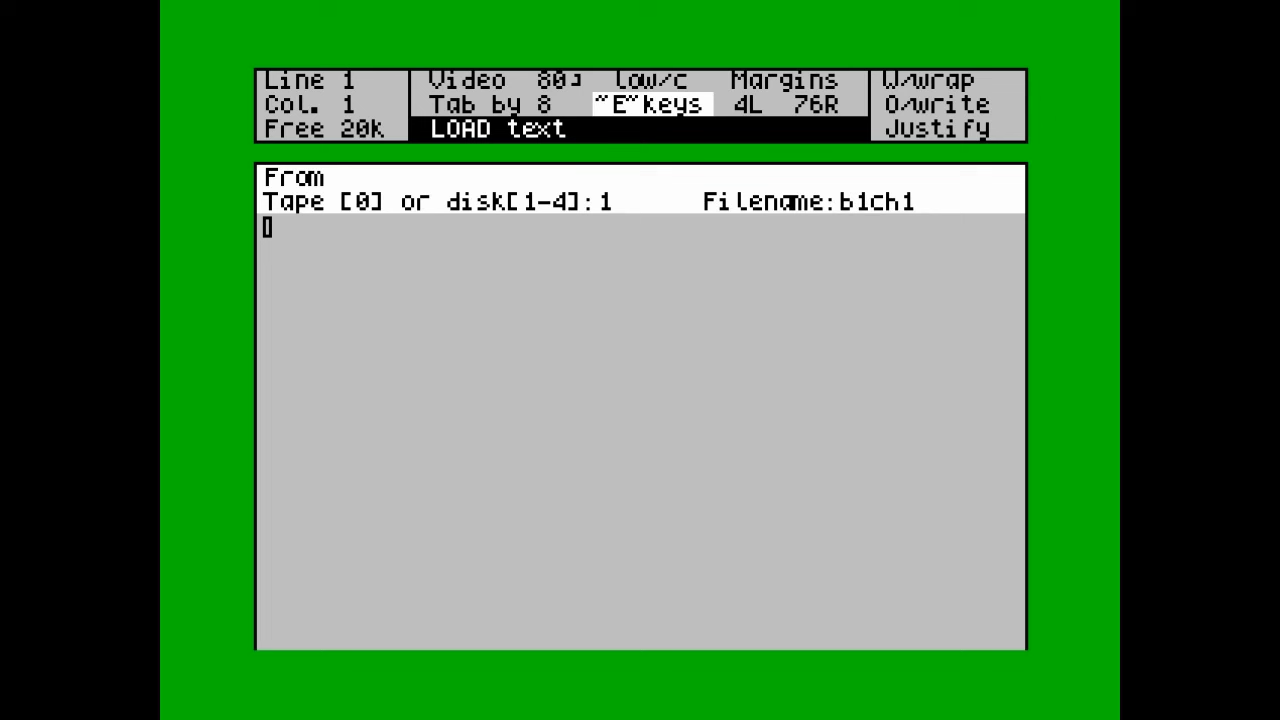 Line 1 Video 80┘ low/c Margins W/wrap
Col. 1 Tab by 8 ~E~keys 4L 76R O/write
Free 20k LOAD text Justify
From
Tape [0] or disk[1-4]:1 Filename:b1ch1